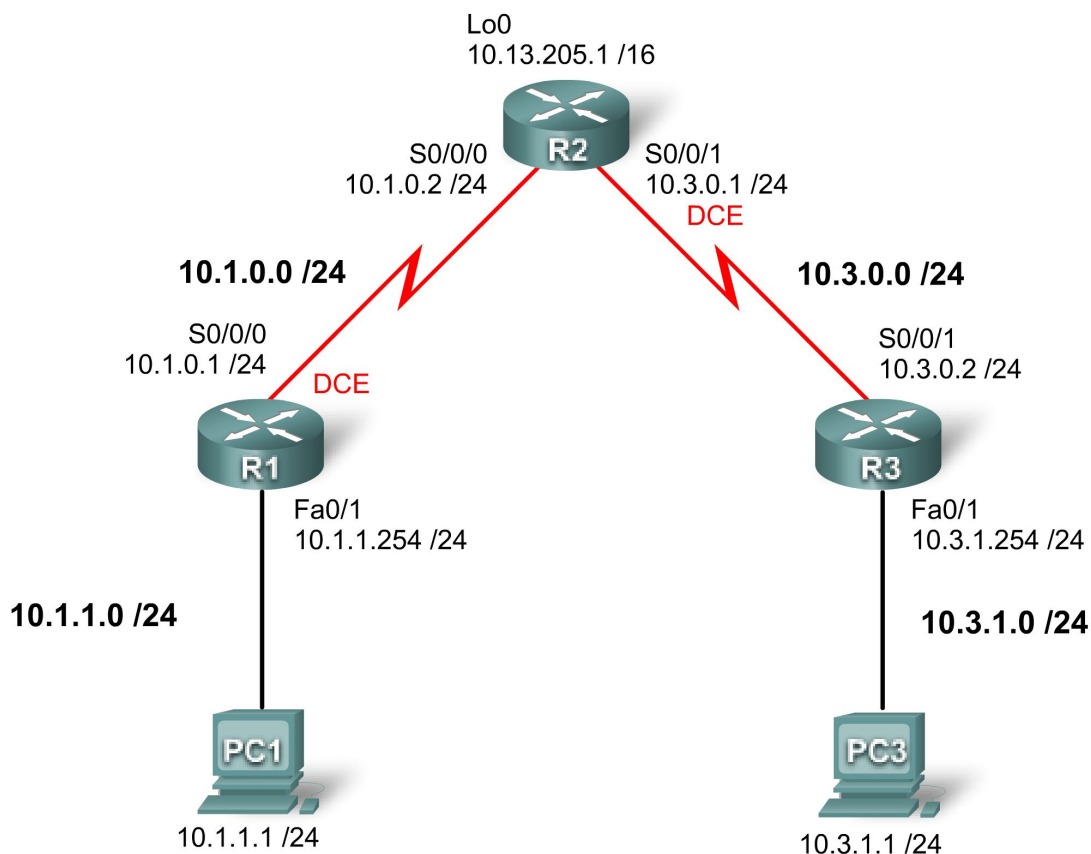 Lo0
10.13.205.1 /16
R2
S0/0/0
10.1.0.2 /24
S0/0/1
10.3.0.1 /24
DCE
10.1.0.0 /24
10.3.0.0 /24
S0/0/0
10.1.0.1 /24
DCE
S0/0/1
10.3.0.2 /24
R1
R3
Fa0/1
10.1.1.254 /24
Fa0/1
10.3.1.254 /24
10.1.1.0 /24
10.3.1.0 /24
PC1
PC3
10.1.1.1 /24
10.3.1.1 /24